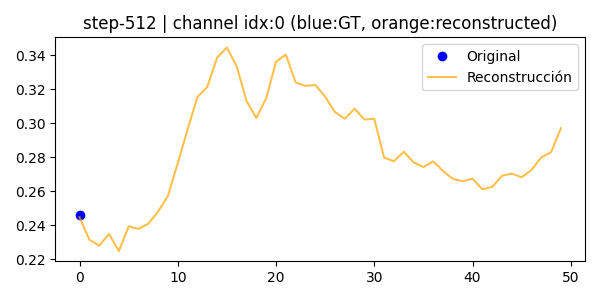 step-512 | channel idx:0 (blue:GT, orange:reconstructed)
Original
Reconstrucción
0.34
0.32
0.30
0.28
0.26
0.24
0.22
0 10 20 30 40 50